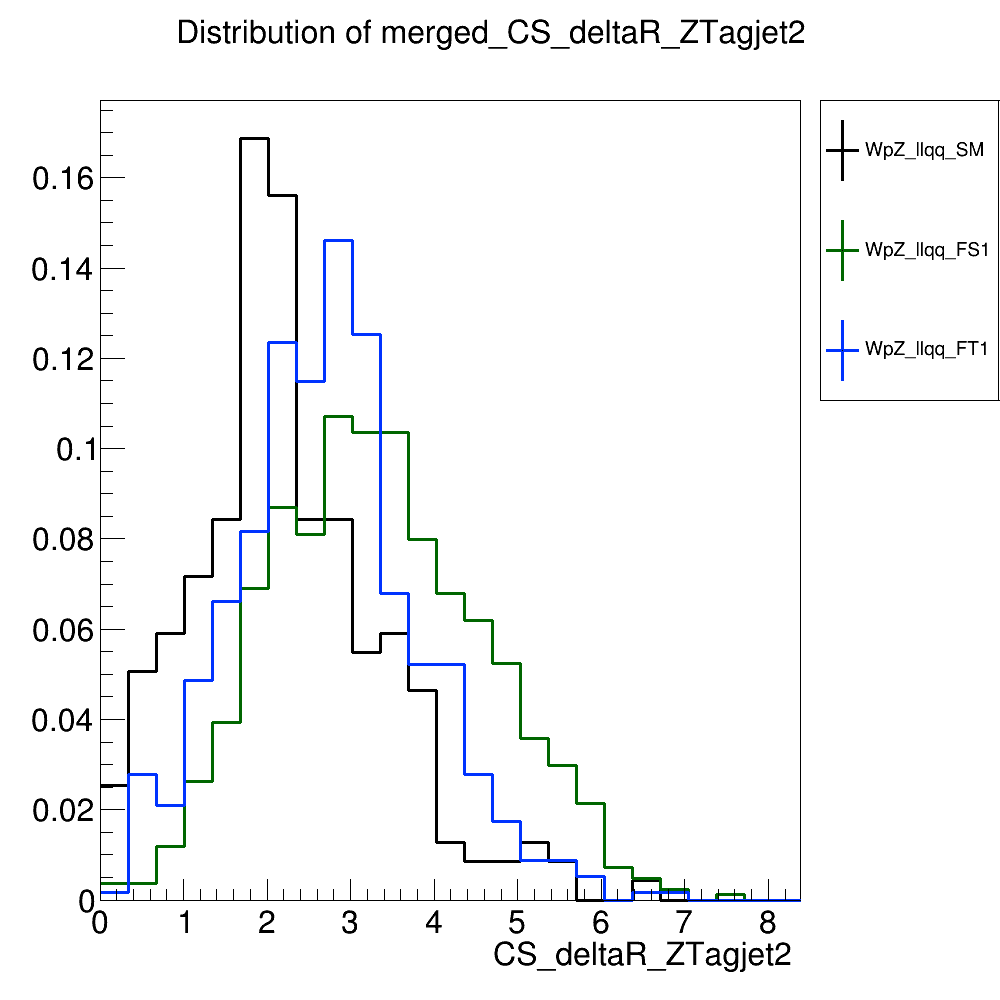 Distribution of merged_CS_deltaR_ZTagjet2
WpZ_llqq_SM
WpZ_llqq_FS1
WpZ_llqq_FT1
0.16
0.14
0.12
0.1
0.08
0.06
0.04
0.02
0
0 1 2 3 4 5 6 7 8
CS_deltaR_ZTagjet2